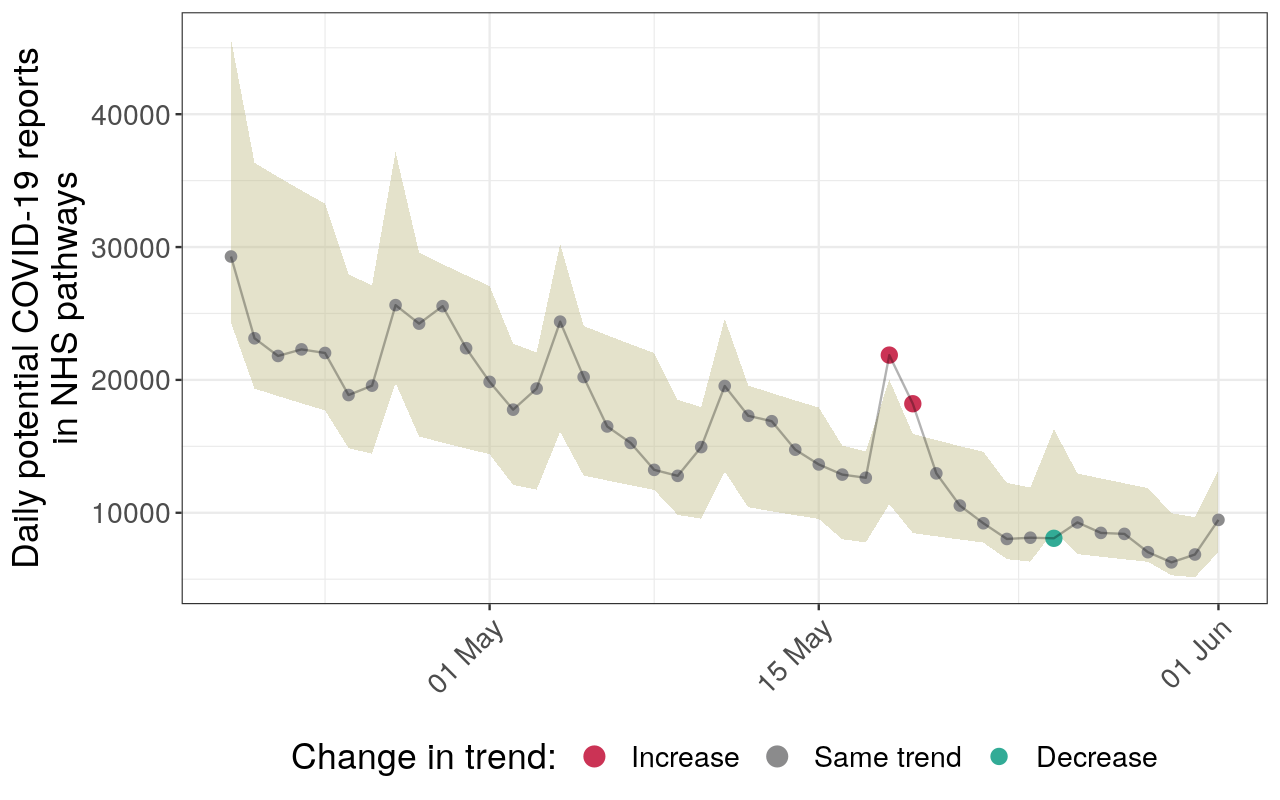 Daily potential COVID-19 reports
in NHS pathways
40000
30000
20000
10000
01 May
15 May
01 Jun
Change in trend: Increase Same trend Decrease